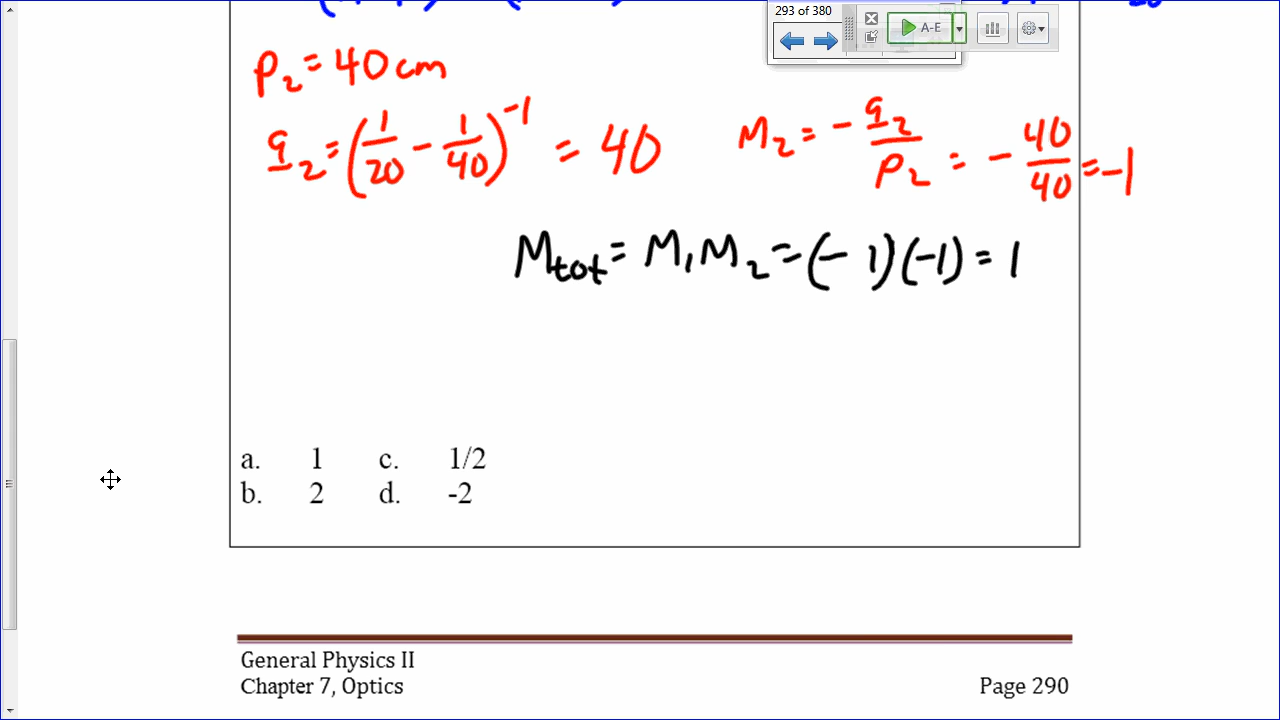 293 of 380
A-E
P₂ = 40 cm
q₂ = (1/20 - 1/40)⁻¹ = 40
M₂ = - q₂/P₂ = - 40/40 = -1
Mtot = M₁M₂ = (-1)(-1) = 1
a. 1 c. 1/2
b. 2 d. -2
General Physics II
Chapter 7, Optics Page 290